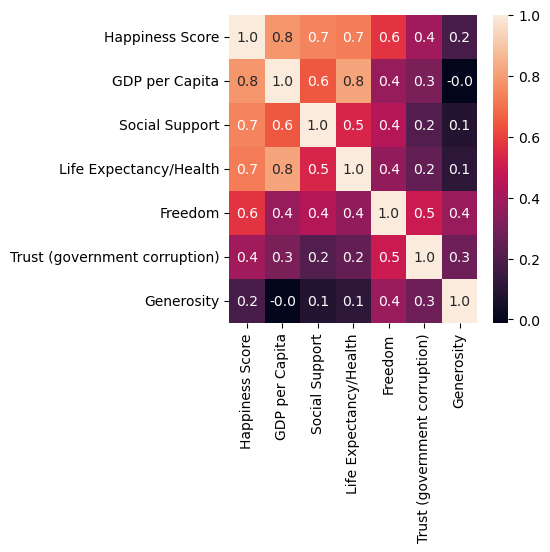 Happiness Score 1.0 0.8 0.7 0.7 0.6 0.4 0.2
GDP per Capita 0.8 1.0 0.6 0.8 0.4 0.3 -0.0
Social Support 0.7 0.6 1.0 0.5 0.4 0.2 0.1
Life Expectancy/Health 0.7 0.8 0.5 1.0 0.4 0.2 0.1
Freedom 0.6 0.4 0.4 0.4 1.0 0.5 0.4
Trust (government corruption) 0.4 0.3 0.2 0.2 0.5 1.0 0.3
Generosity 0.2 -0.0 0.1 0.1 0.4 0.3 1.0
Happiness Score
GDP per Capita
Social Support
Life Expectancy/Health
Freedom
Trust (government corruption)
Generosity
1.0
0.8
0.6
0.4
0.2
0.0